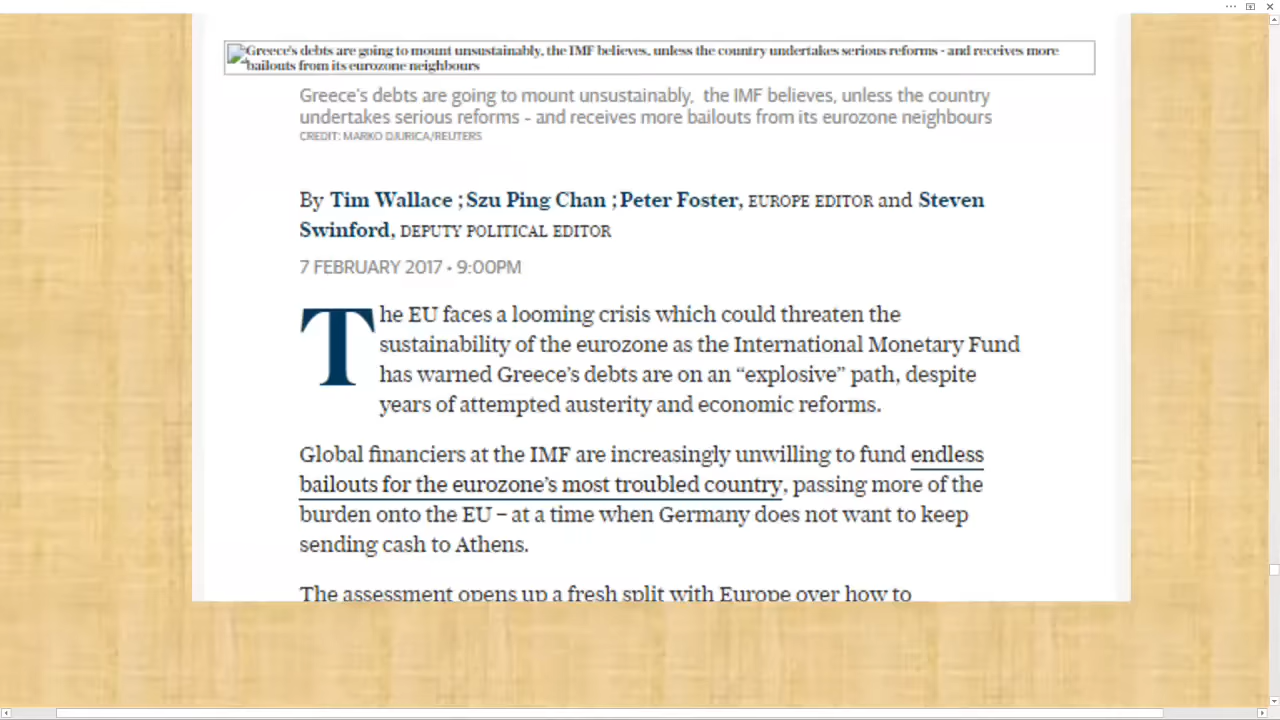 Greece's debts are going to mount unsustainably, the IMF believes, unless the country undertakes serious reforms - and receives more
bailouts from its eurozone neighbours
Greece's debts are going to mount unsustainably,  the IMF believes, unless the country
undertakes serious reforms - and receives more bailouts from its eurozone neighbours
CREDIT: MARKO DJURICA/REUTERS
By Tim Wallace ; Szu Ping Chan ; Peter Foster, EUROPE EDITOR and Steven
Swinford, DEPUTY POLITICAL EDITOR
7 FEBRUARY 2017 • 9:00PM
The EU faces a looming crisis which could threaten the
sustainability of the eurozone as the International Monetary Fund
has warned Greece's debts are on an “explosive” path, despite
years of attempted austerity and economic reforms.
Global financiers at the IMF are increasingly unwilling to fund endless
bailouts for the eurozone's most troubled country, passing more of the
burden onto the EU – at a time when Germany does not want to keep
sending cash to Athens.
The assessment opens up a fresh split with Europe over how to